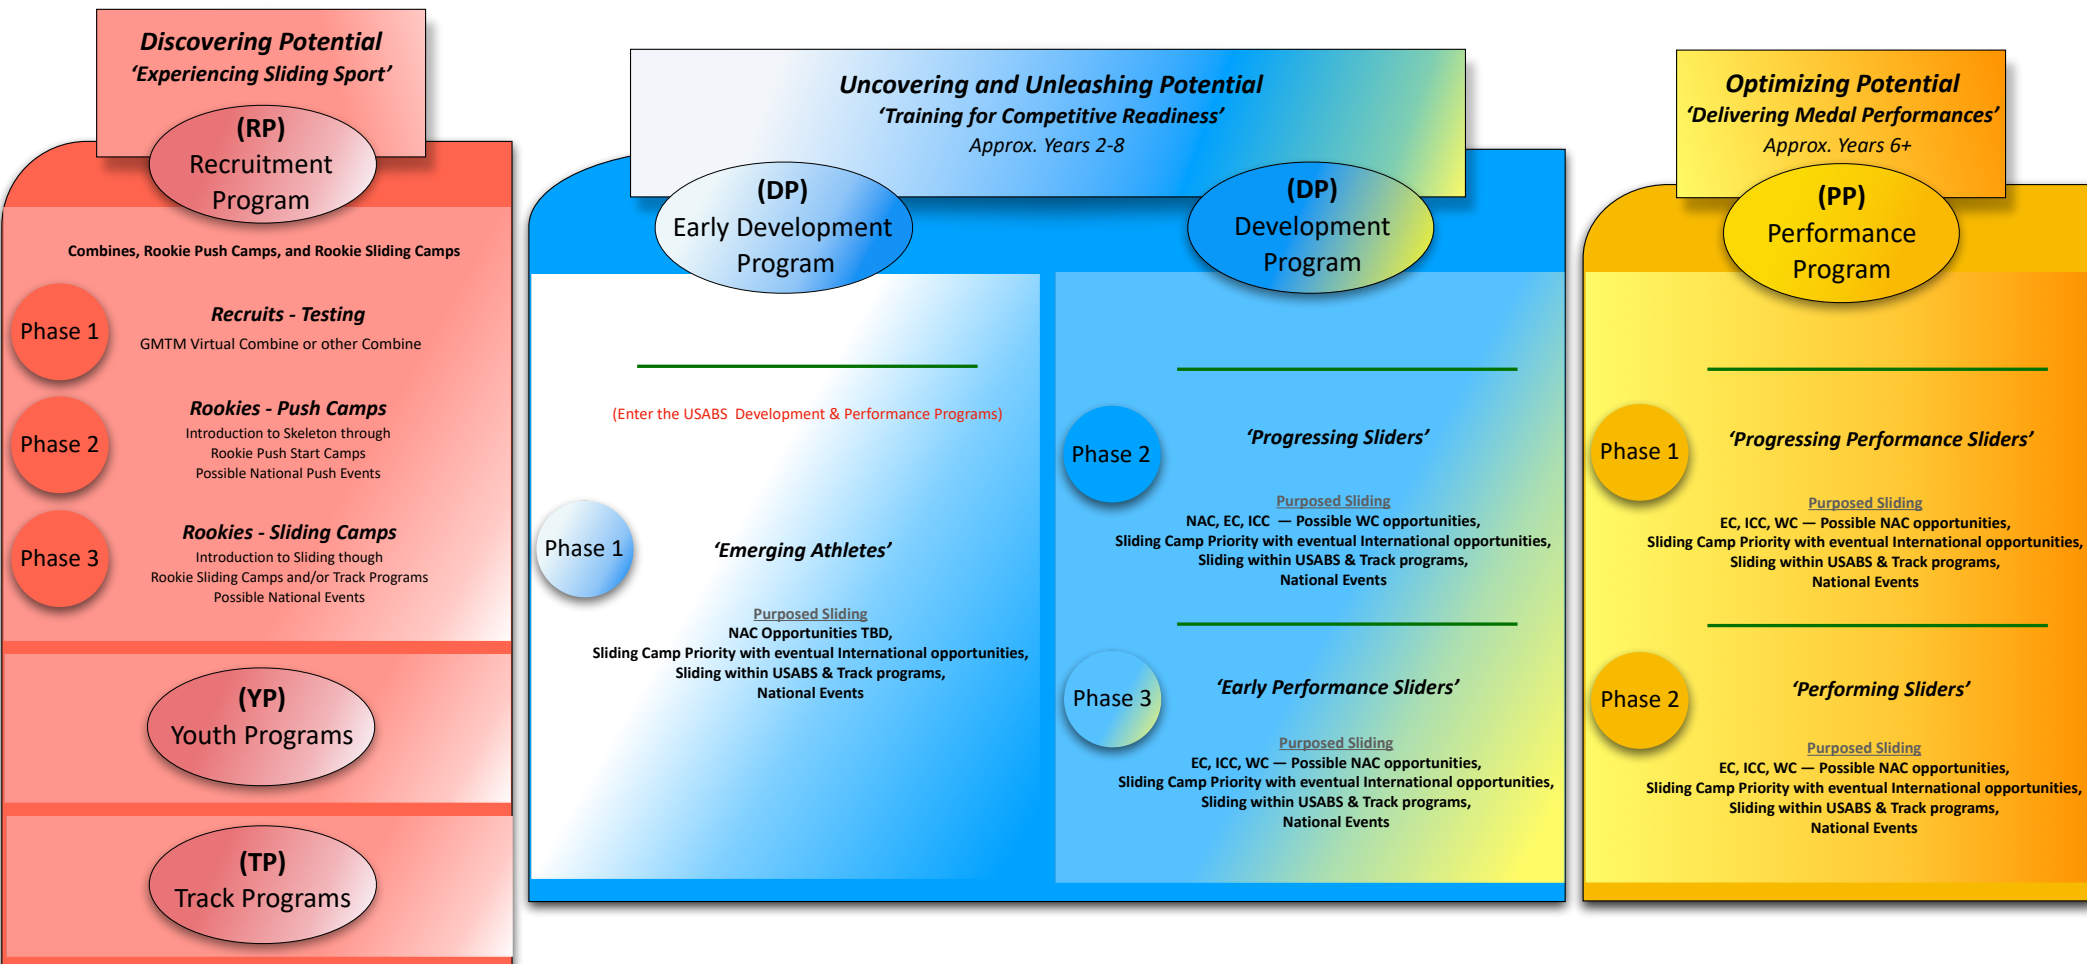 Discovering Potential
‘Experiencing Sliding Sport’
(RP)
Recruitment
Program
Combines, Rookie Push Camps, and Rookie Sliding Camps
Phase 1
Recruits - Testing
GMTM Virtual Combine or other Combine
Phase 2
Rookies - Push Camps
Introduction to Skeleton through
Rookie Push Start Camps
Possible National Push Events
Phase 3
Rookies - Sliding Camps
Introduction to Sliding though
Rookie Sliding Camps and/or Track Programs
Possible National Events
(YP)
Youth Programs
(TP)
Track Programs
Uncovering and Unleashing Potential
‘Training for Competitive Readiness’
Approx. Years 2-8
(DP)
Early Development
Program
(Enter the USABS Development & Performance Programs)
Phase 1
‘Emerging Athletes’
Purposed Sliding
NAC Opportunities TBD,
Sliding Camp Priority with eventual International opportunities,
Sliding within USABS & Track programs,
National Events
(DP)
Development
Program
Phase 2
‘Progressing Sliders’
Purposed Sliding
NAC, EC, ICC — Possible WC opportunities,
Sliding Camp Priority with eventual International opportunities,
Sliding within USABS & Track programs,
National Events
Phase 3
‘Early Performance Sliders’
Purposed Sliding
EC, ICC, WC — Possible NAC opportunities,
Sliding Camp Priority with eventual International opportunities,
Sliding within USABS & Track programs,
National Events
Optimizing Potential
‘Delivering Medal Performances’
Approx. Years 6+
(PP)
Performance
Program
Phase 1
‘Progressing Performance Sliders’
Purposed Sliding
EC, ICC, WC — Possible NAC opportunities,
Sliding Camp Priority with eventual International opportunities,
Sliding within USABS & Track programs,
National Events
Phase 2
‘Performing Sliders’
Purposed Sliding
EC, ICC, WC — Possible NAC opportunities,
Sliding Camp Priority with eventual International opportunities,
Sliding within USABS & Track programs,
National Events